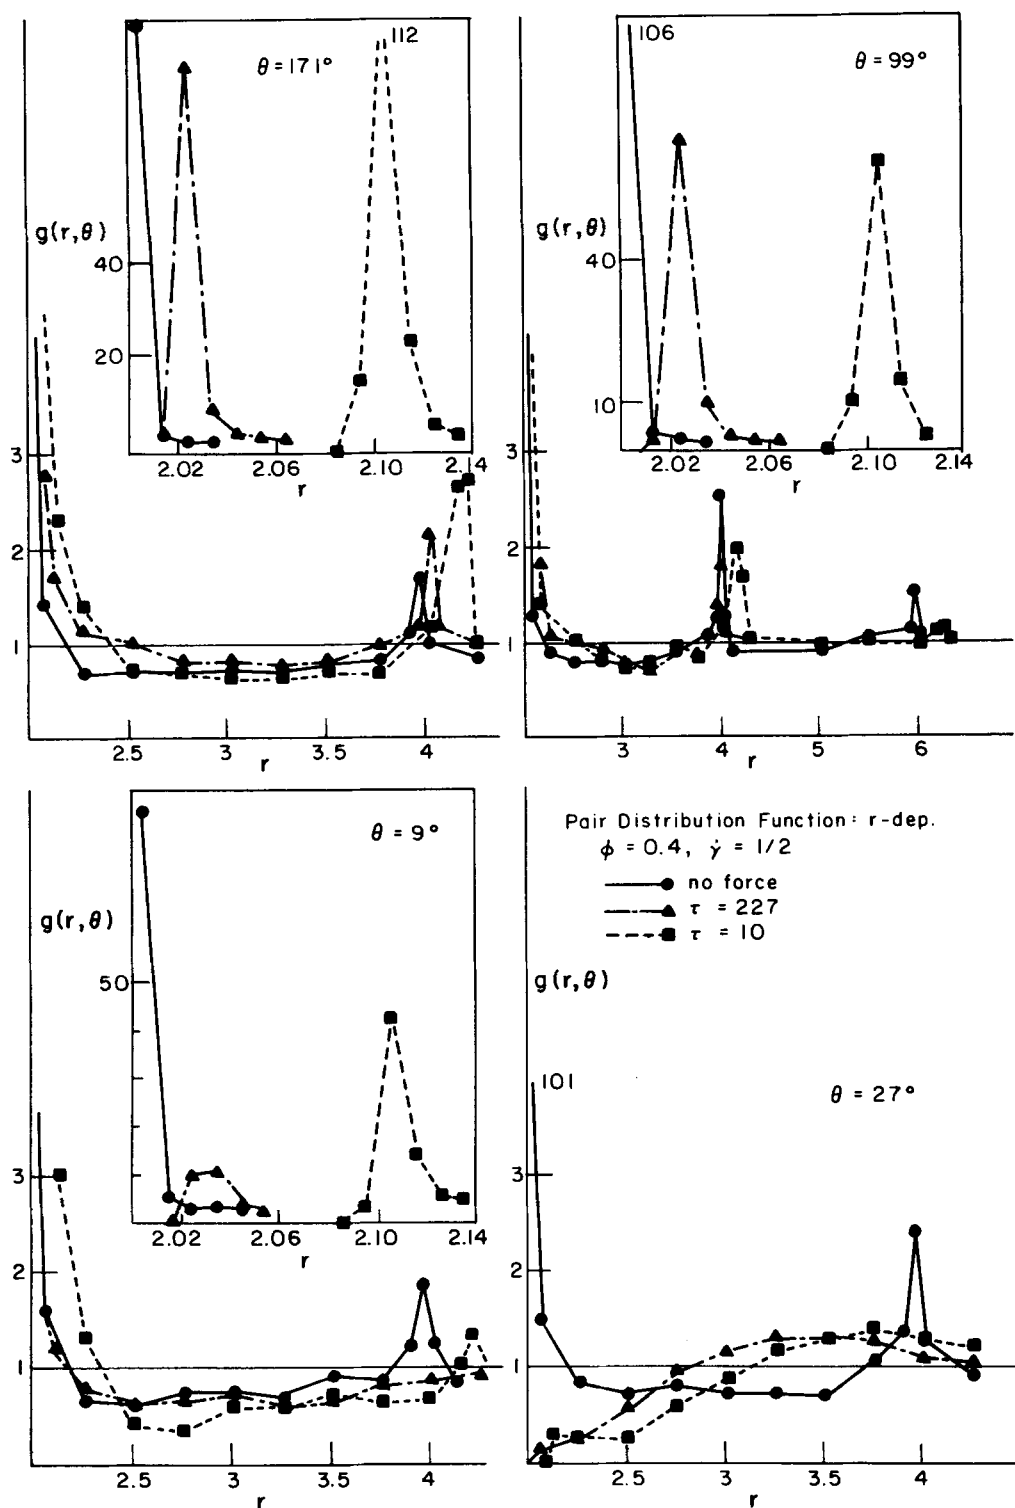 112
θ = 171°
g(r,θ)
40
20
3
2
1
2.02
2.06
2.10
2.14
r
2.5
3
3.5
4
r
106
θ = 99°
g(r,θ)
40
10
3
2
1
2.02
2.06
2.10
2.14
r
3
4
5
6
r
θ = 9°
g(r,θ)
50
3
2
1
2.02
2.06
2.10
2.14
r
2.5
3
3.5
4
r
Pair Distribution Function: r-dep.
ϕ = 0.4, γ̇ = 1/2
no force
τ = 227
τ = 10
g(r,θ)
101
θ = 27°
3
2
1
2.5
3
3.5
4
r